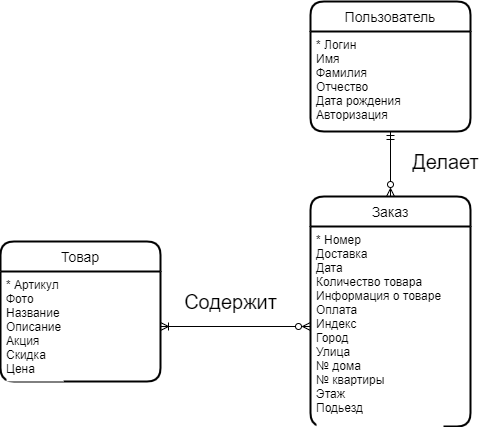 Пользователь
* Логин
Имя
Фамилия
Отчество
Дата рождения
Авторизация
Делает
Заказ
* Номер
Доставка
Дата
Количество товара
Информация о товаре
Оплата
Индекс
Город
Улица
№ дома
№ квартиры
Этаж
Подьезд
Содержит
Товар
* Артикул
Фото
Название
Описание
Акция
Скидка
Цена